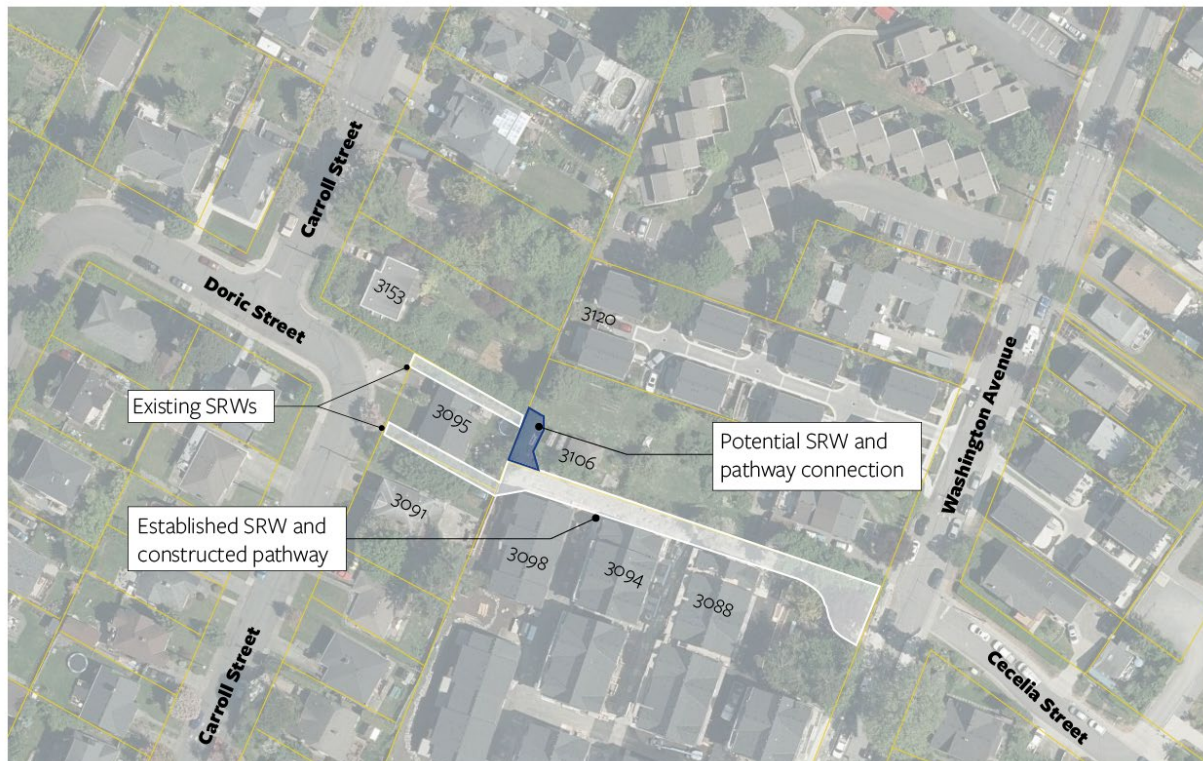 Carroll Street
Doric Street
3153
3120
Washington Avenue
Existing SRWs
3095
3106
Potential SRW and
pathway connection
3091
Established SRW and
constructed pathway
3098
3094
3088
Carroll Street
Cecelia Street